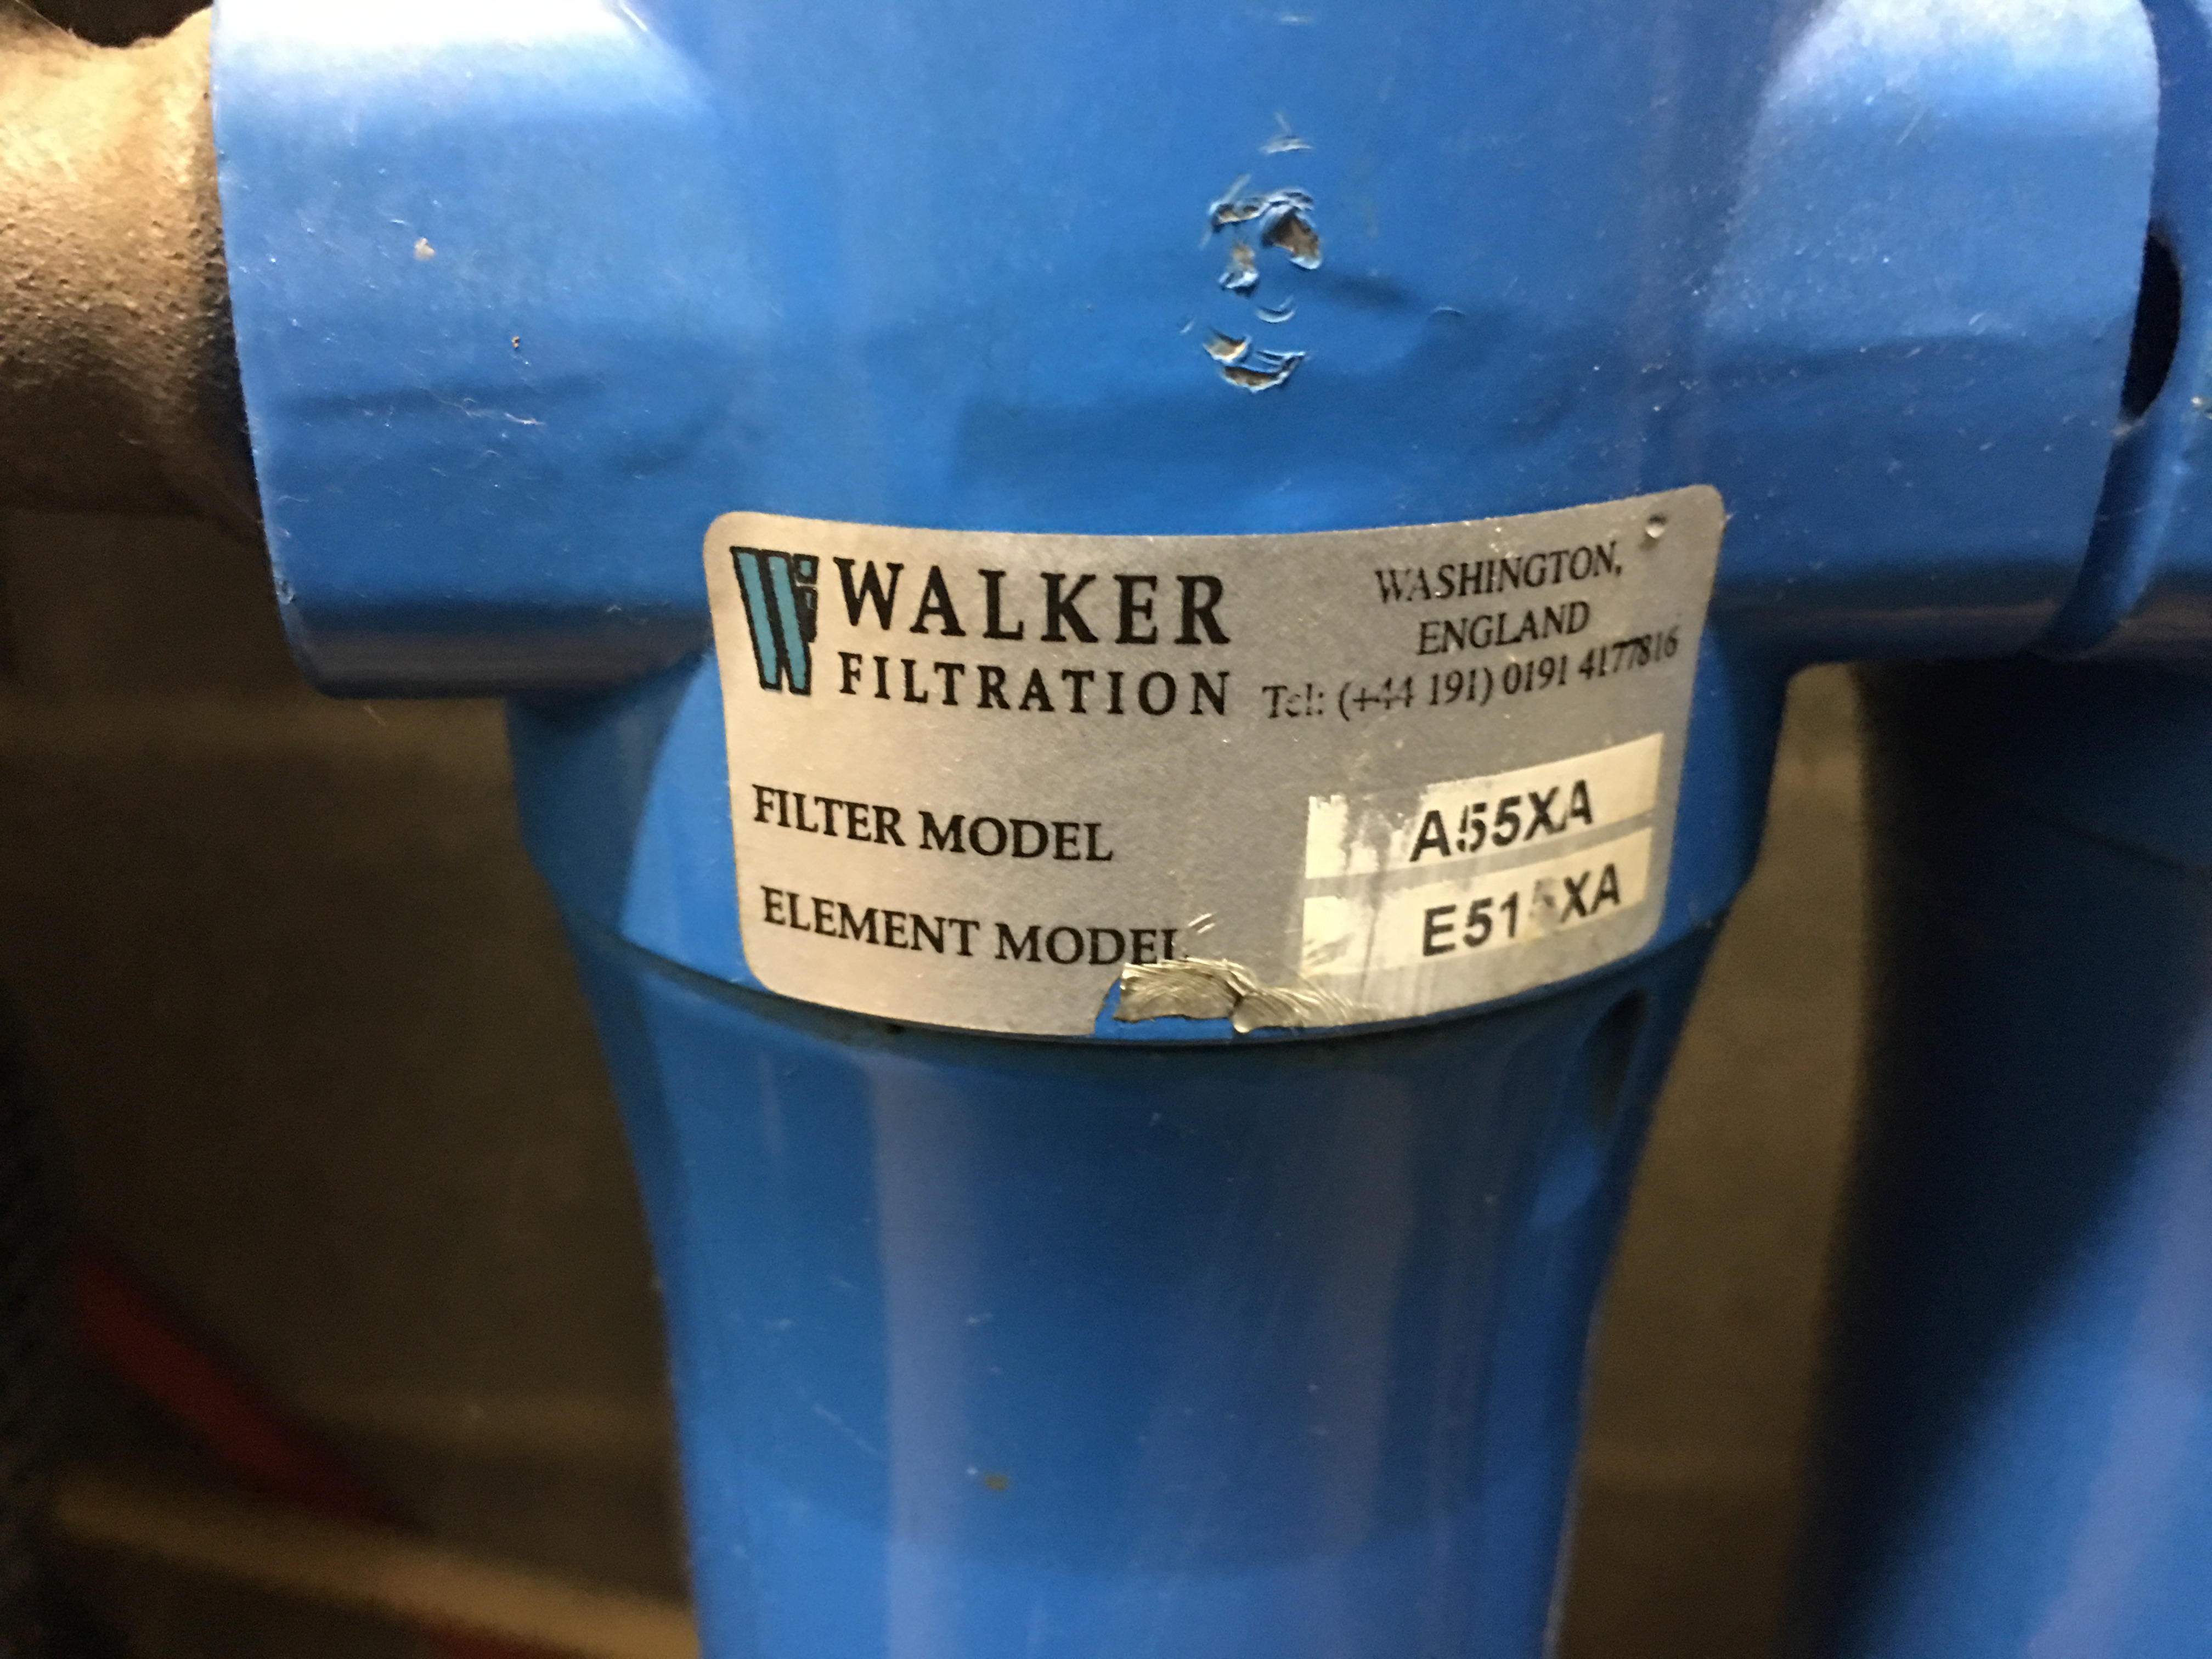 WALKER
FILTRATION
WASHINGTON,
ENGLAND
Tel: (+44 191) 0191 4177816
FILTER MODEL A55XA
ELEMENT MODEL